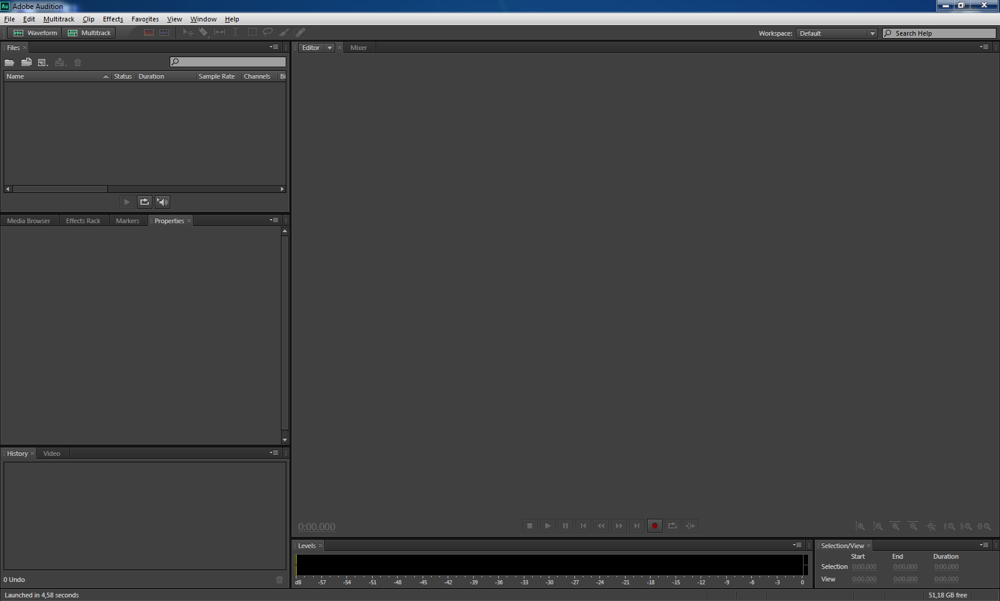 Au Adobe Audition
File Edit Multitrack Clip Effects Favorites View Window Help
Waveform Multitrack Workspace: Default Search Help
Files
Editor Mixer
Name Status Duration Sample Rate Channels Bi
Media Browser Effects Rack Markers Properties
History Video
0 Undo
0:00.000
Levels
dB -57 -54 -51 -48 -45 -42 -39 -36 -33 -30 -27 -24 -21 -18 -15 -12 -9 -6 -3 0
Selection/View
Start End Duration
Selection 0:00.000 0:00.000 0:00.000
View 0:00.000 0:00.000 0:00.000
Launched in 4,58 seconds
51,18 GB free